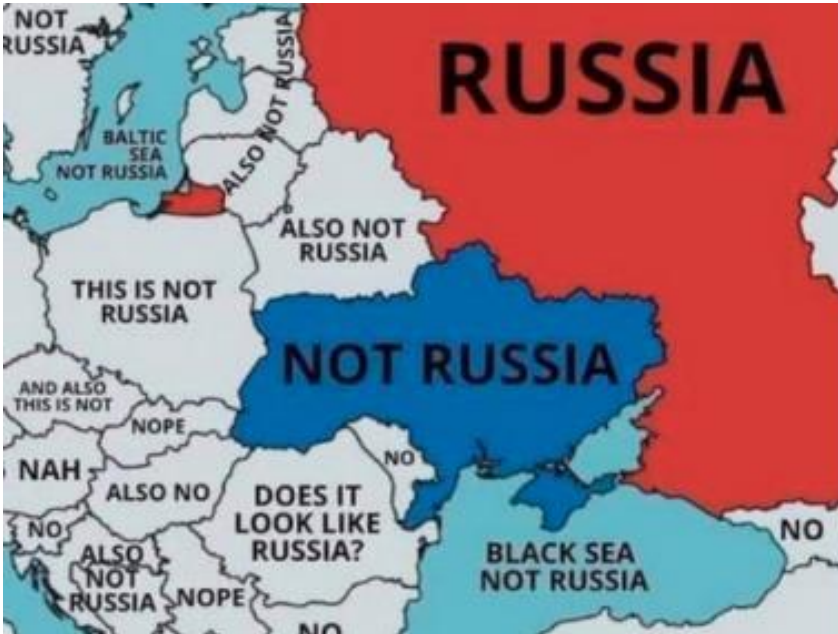 NOT
RUSSIA
RUSSIA
ALSO NOT RUSSIA
BALTIC
SEA
NOT RUSSIA
ALSO NOT
RUSSIA
THIS IS NOT
RUSSIA
NOT RUSSIA
AND ALSO
THIS IS NOT
NOPE
NO
NAH
ALSO NO
DOES IT
LOOK LIKE
RUSSIA?
NO
NO
ALSO
NOT
RUSSIA
NOPE
BLACK SEA
NOT RUSSIA
NO